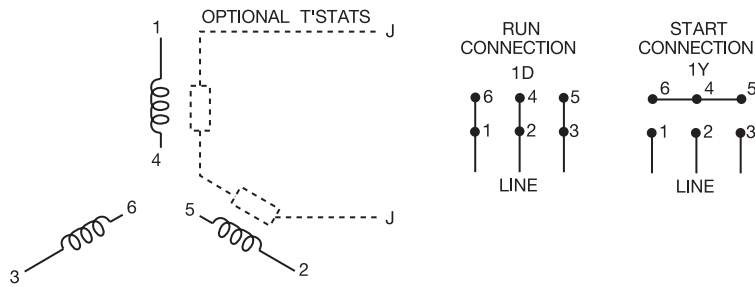 OPTIONAL T'STATS
J
1
4
6
3
5
2
J
RUN
CONNECTION
1D
6 4 5
1 2 3
LINE
START
CONNECTION
1Y
6 4 5
1 2 3
LINE